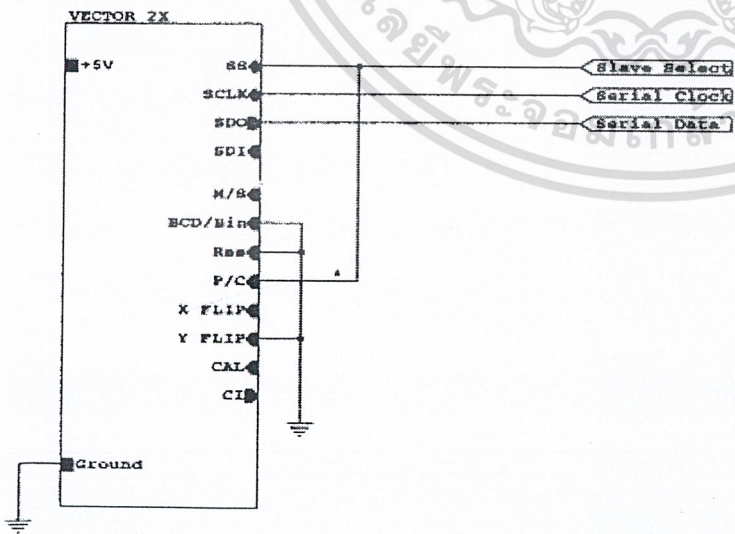 VECTOR 2X
+5V
SS
Slave Select
SCLK
Serial Clock
SDO
Serial Data
SDI
M/S
BCD/Bin
Res
P/C
X FLIP
Y FLIP
CAL
CI
Ground